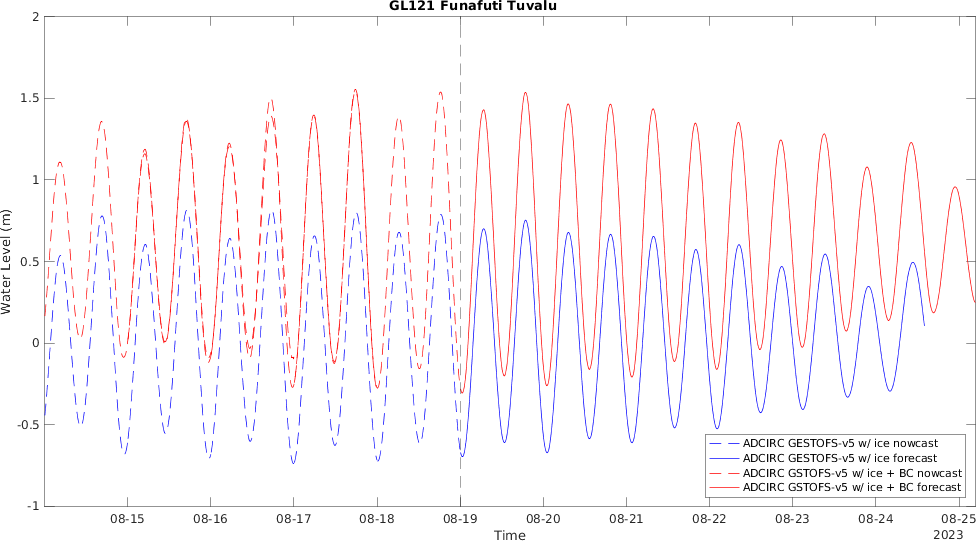 GL121 Funafuti Tuvalu
2
1.5
1
0.5
0
-0.5
-1
Water Level (m)
ADCIRC GESTOFS-v5 w/ ice nowcast
ADCIRC GESTOFS-v5 w/ ice forecast
ADCIRC GSTOFS-v5 w/ ice + BC nowcast
ADCIRC GSTOFS-v5 w/ ice + BC forecast
08-15 08-16 08-17 08-18 08-19 08-20 08-21 08-22 08-23 08-24 08-25
Time
2023